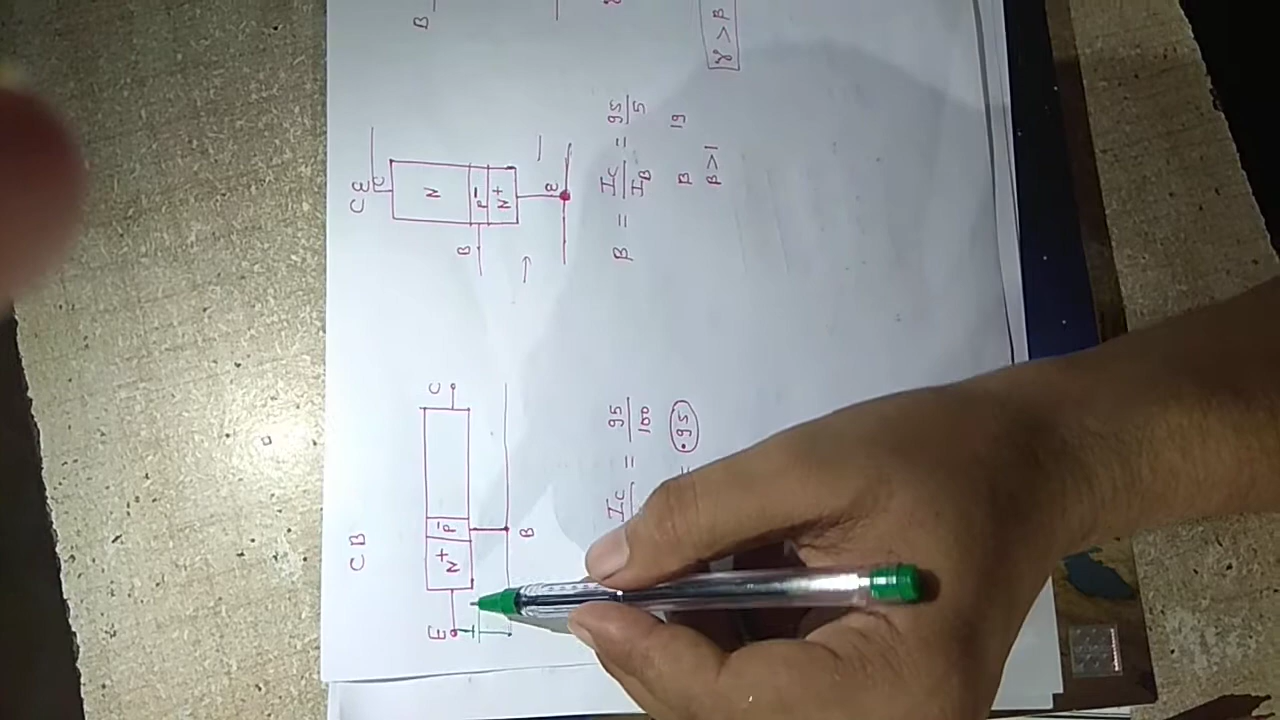 CB
E
N+
P-
C
B
IC = 95/100
= .95
CE
C
N
P-
N+
B
E
β = IC/IB = 95/5
β 19
β>1
B
γ > β